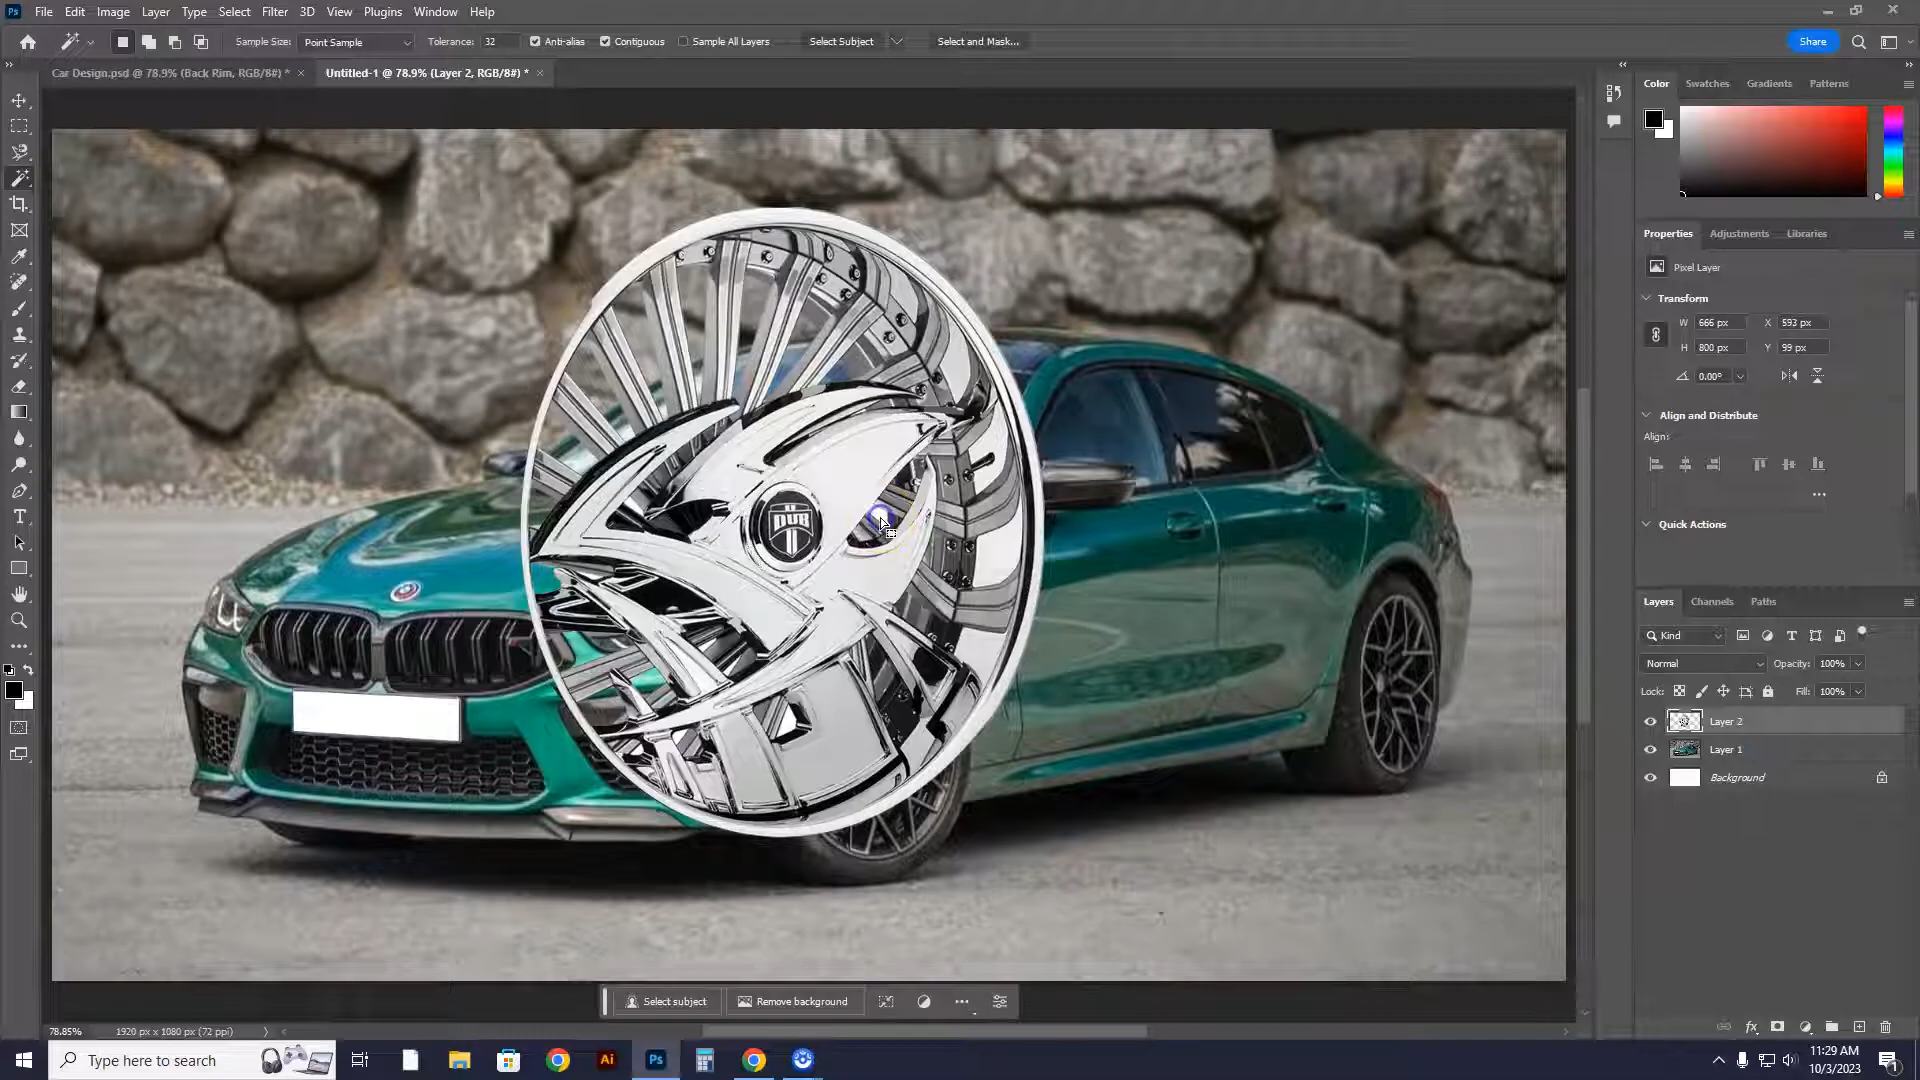 Ps File Edit Image Layer Type Select Filter 3D View Plugins Window Help
Sample Size: Point Sample Tolerance: 32 Anti-alias Contiguous Sample All Layers Select Subject Select and Mask... Share
Car Design.psd @ 78.9% (Back Rim, RGB/8#) * × Untitled-1 @ 78.9% (Layer 2, RGB/8#) * ×
Color Swatches Gradients Patterns
Properties Adjustments Libraries
Pixel Layer
Transform
W 666 px X 593 px
H 800 px Y 99 px
0.00°
Align and Distribute
Align:
Quick Actions
DUB
Layers Channels Paths
Kind
Normal Opacity: 100%
Lock: Fill: 100%
Layer 2
Layer 1
Background
Select subject Remove background
78.85% 1920 px x 1080 px (72 ppi)
Type here to search
Ai Ps
11:29 AM
10/3/2023
1